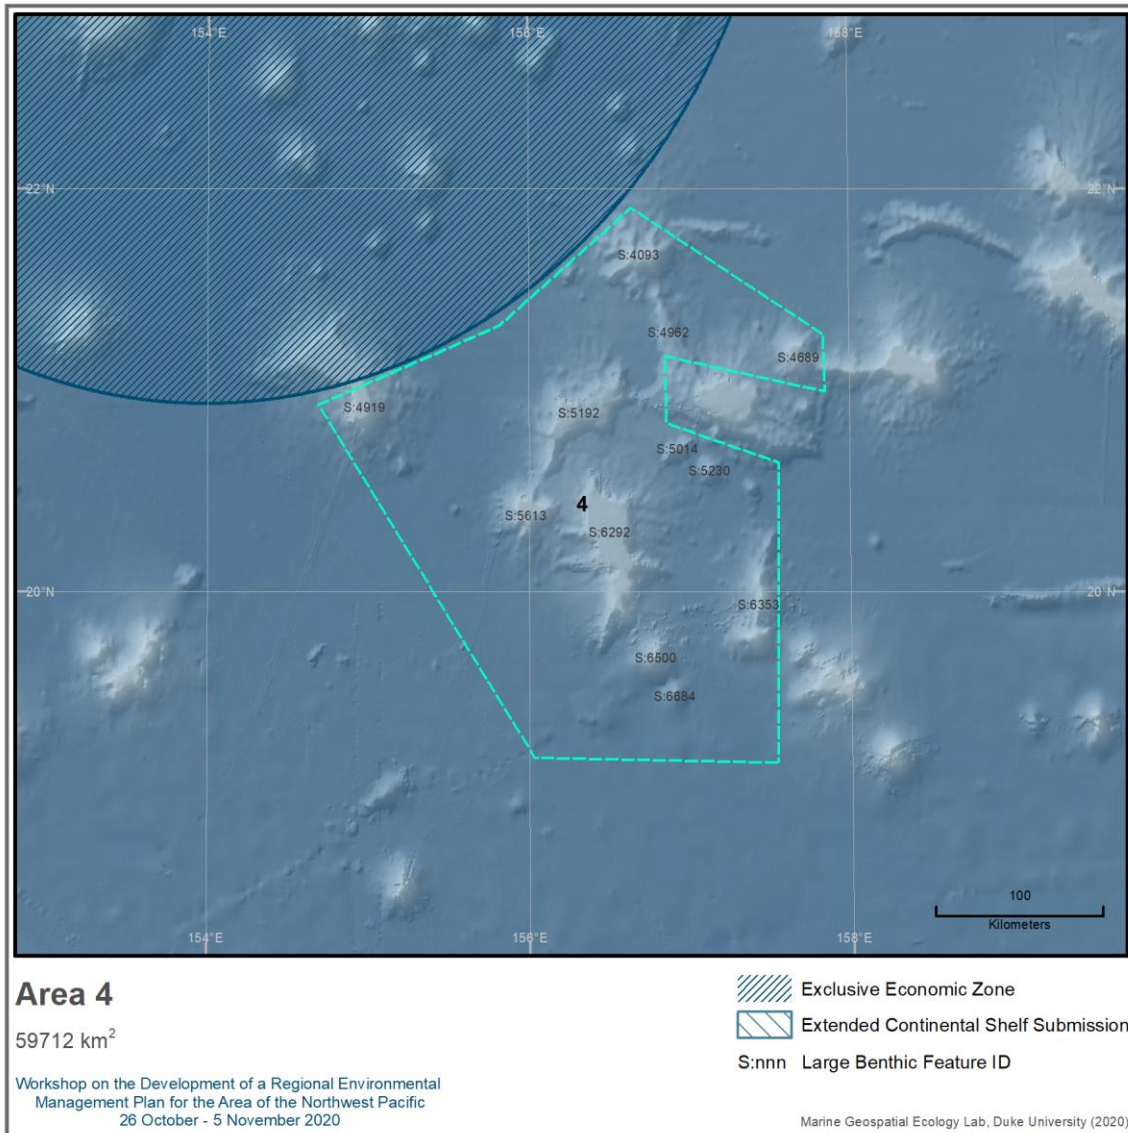 154°E 156°E 158°E
22°N 22°N
S:4093
S:4962
S:4689
S:4919
S:5192
S:5014
S:5230
4
S:5613
S:6292
20°N 20°N
S:6353
S:6500
S:6684
100
Kilometers
154°E 156°E 158°E
Area 4
59712 km²
Workshop on the Development of a Regional Environmental
Management Plan for the Area of the Northwest Pacific
26 October - 5 November 2020
Exclusive Economic Zone
Extended Continental Shelf Submission
S:nnn Large Benthic Feature ID
Marine Geospatial Ecology Lab, Duke University (2020)